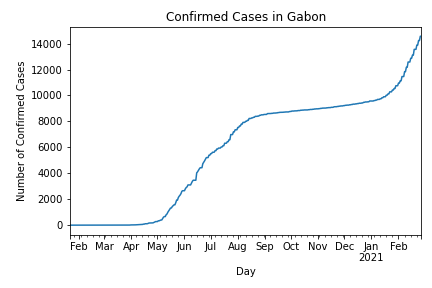 Confirmed Cases in Gabon
Number of Confirmed Cases
14000
12000
10000
8000
6000
4000
2000
0
Feb Mar Apr May Jun Jul Aug Sep Oct Nov Dec Jan Feb
2021
Day